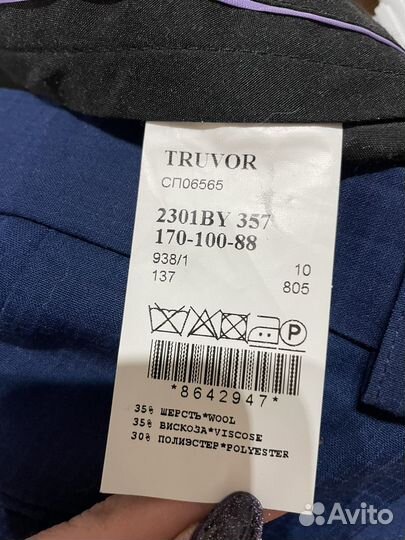 TRUVOR
СП06565
2301BY 357
170-100-88
938/1 10
137 805
P
*8642947*
35% ШЕРСТЬ*WOOL
35% ВИСКОЗА*VISCOSE
30% ПОЛИЭСТЕР*POLYESTER
Avito